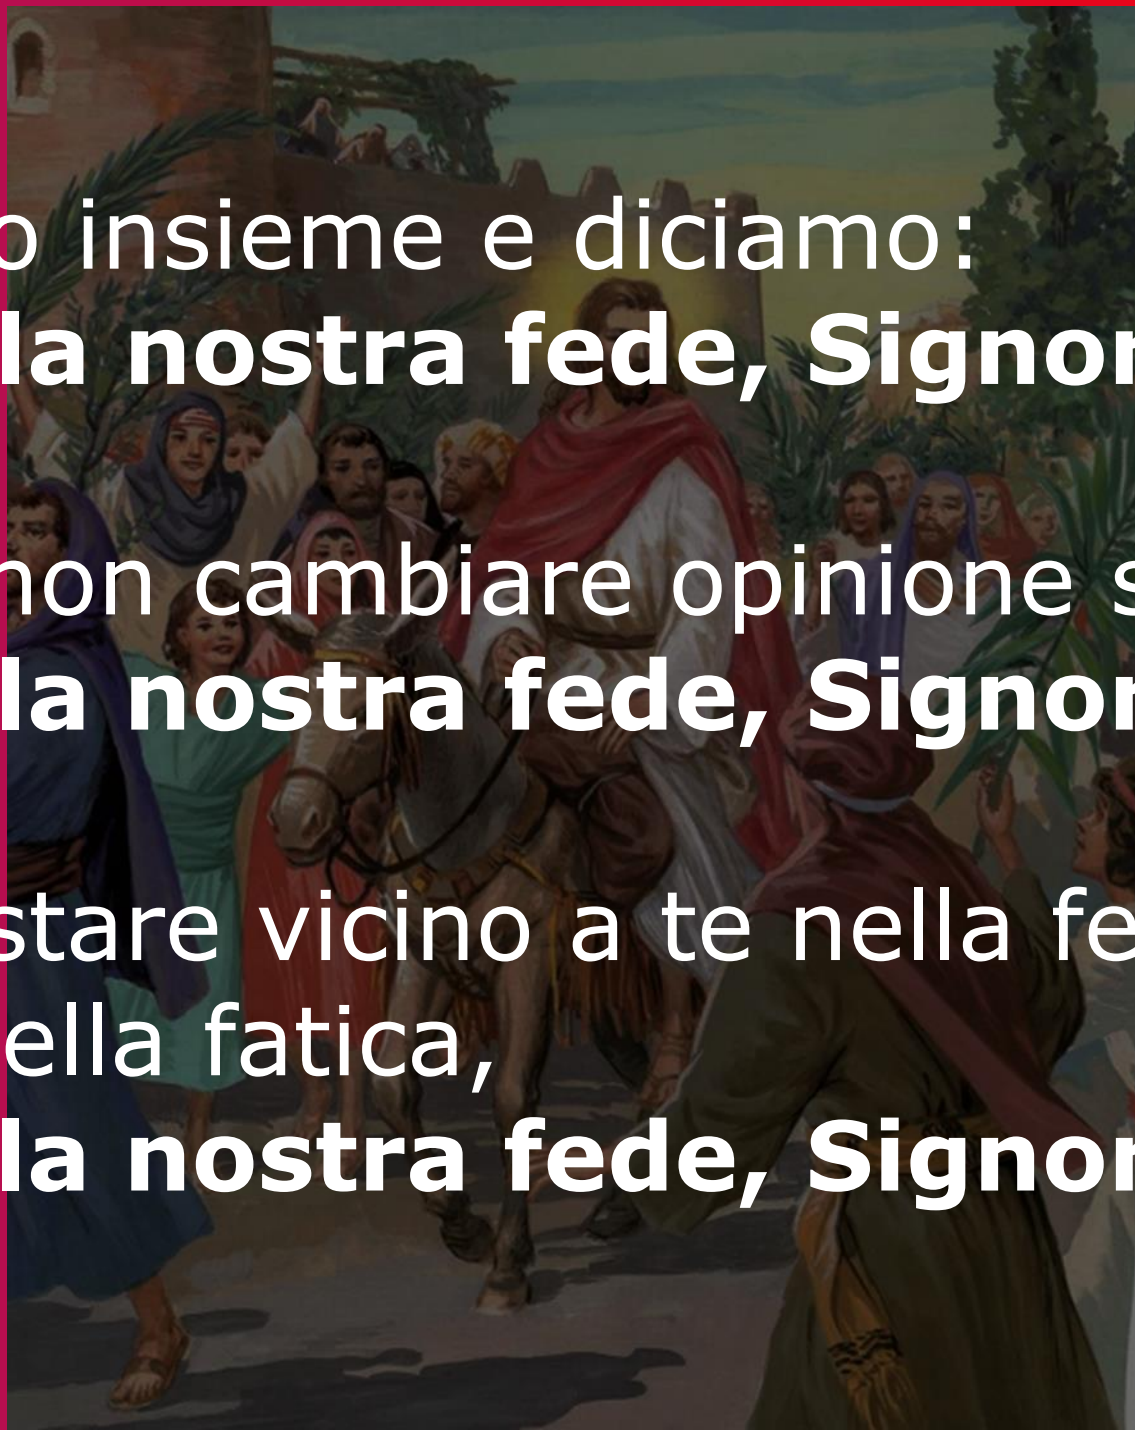 o insieme e diciamo:
la nostra fede, Signor
non cambiare opinione s
la nostra fede, Signor
stare vicino a te nella fe
ella fatica,
la nostra fede, Signor